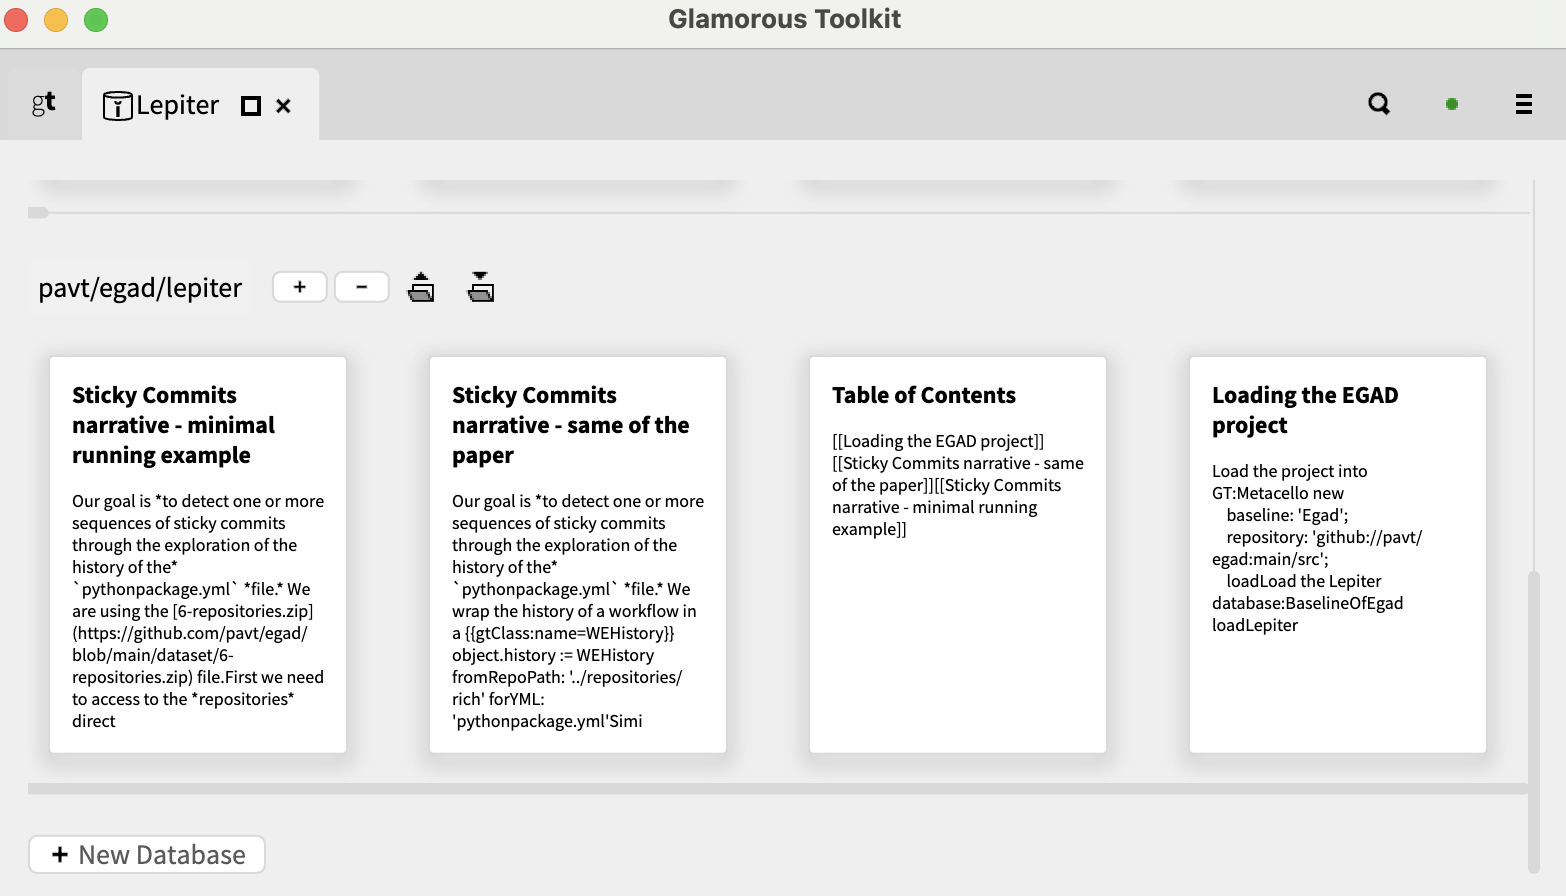 Glamorous Toolkit
gt
Lepiter
pavt/egad/lepiter
+
-
Sticky Commits
narrative - minimal
running example
Our goal is *to detect one or more
sequences of sticky commits
through the exploration of the
history of the*
`pythonpackage.yml` *file.* We
are using the [6-repositories.zip]
(https://github.com/pavt/egad/
blob/main/dataset/6-
repositories.zip) file.First we need
to access to the *repositories*
direct
Sticky Commits
narrative - same of the
paper
Our goal is *to detect one or more
sequences of sticky commits
through the exploration of the
history of the*
`pythonpackage.yml` *file.* We
wrap the history of a workflow in
a {{gtClass:name=WEHistory}}
object.history := WEHistory
fromRepoPath: '../repositories/
rich' forYML:
'pythonpackage.yml'Simi
Table of Contents
[[Loading the EGAD project]]
[[Sticky Commits narrative - same
of the paper]][[Sticky Commits
narrative - minimal running
example]]
Loading the EGAD
project
Load the project into
GT:Metacello new
baseline: 'Egad';
repository: 'github://pavt/
egad:main/src';
loadLoad the Lepiter
database:BaselineOfEgad
loadLepiter
+ New Database